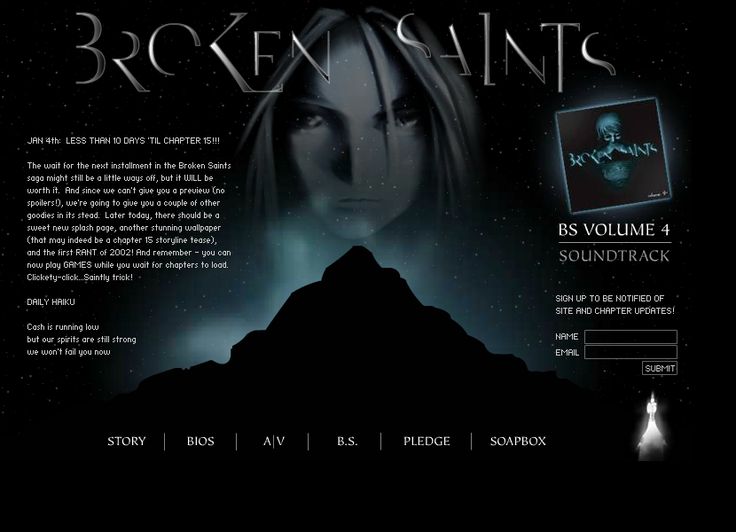 BROKEN SAINTS
JAN 4th: LESS THAN 10 DAYS 'TIL CHAPTER 15!!!
The wait for the next installment in the Broken Saints
saga might still be a little ways off, but it WILL be
worth it. And since we can't give you a preview (no
spoilers!), we're going to give you a couple of other
goodies in its stead. Later today, there should be a
sweet new splash page, another stunning wallpaper
(that may indeed be a chapter 15 storyline tease),
and the first RANT of 2002! And remember - you can
now play GAMES while you wait for chapters to load.
Clickety-click...Saintly trick!
DAILY HAIKU
Cash is running low
but our spirits are still strong
we won't fail you now
BROKEN SAINTS
volume 4
BS VOLUME 4
SOUNDTRACK
SIGN UP TO BE NOTIFIED OF
SITE AND CHAPTER UPDATES!
NAME
EMAIL
SUBMIT
STORY | BIOS | A|V | B.S. | PLEDGE | SOAPBOX